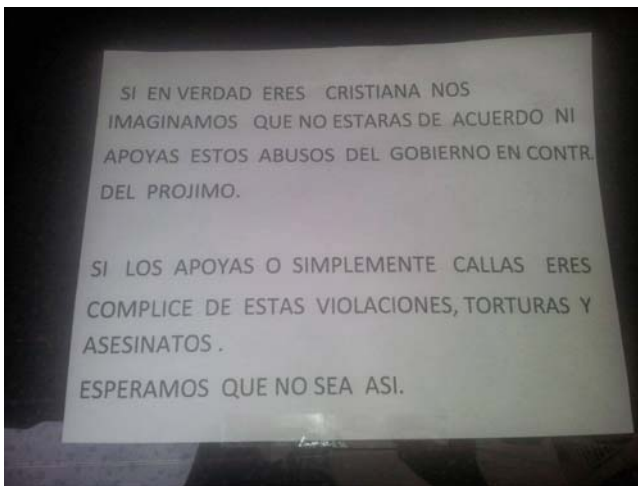 SI EN VERDAD ERES CRISTIANA NOS
IMAGINAMOS QUE NO ESTARAS DE ACUERDO NI
APOYAS ESTOS ABUSOS DEL GOBIERNO EN CONTR
DEL PROJIMO.
SI LOS APOYAS O SIMPLEMENTE CALLAS ERES
COMPLICE DE ESTAS VIOLACIONES, TORTURAS Y
ASESINATOS .
ESPERAMOS QUE NO SEA ASI.